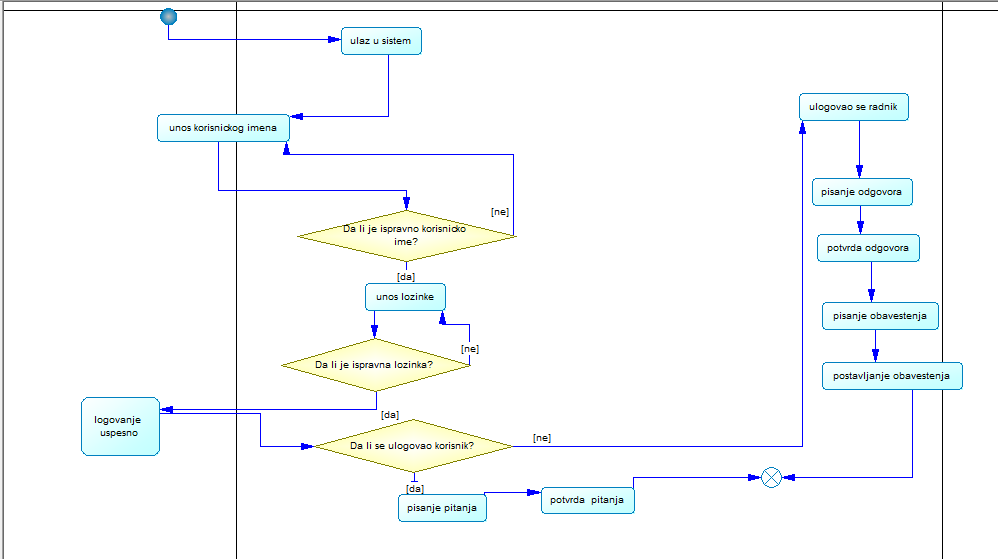 ulaz u sistem
ulogovao se radnik
unos korisnickog imena
pisanje odgovora
[ne]
Da li je ispravno korisnicko
ime?
potvrda odgovora
[da]
unos lozinke
pisanje obavestenja
[ne]
Da li je ispravna lozinka?
postavljanje obavestenja
logovanje
uspesno
[da]
Da li se ulogovao korisnik?
[ne]
[da]
pisanje pitanja
potvrda pitanja